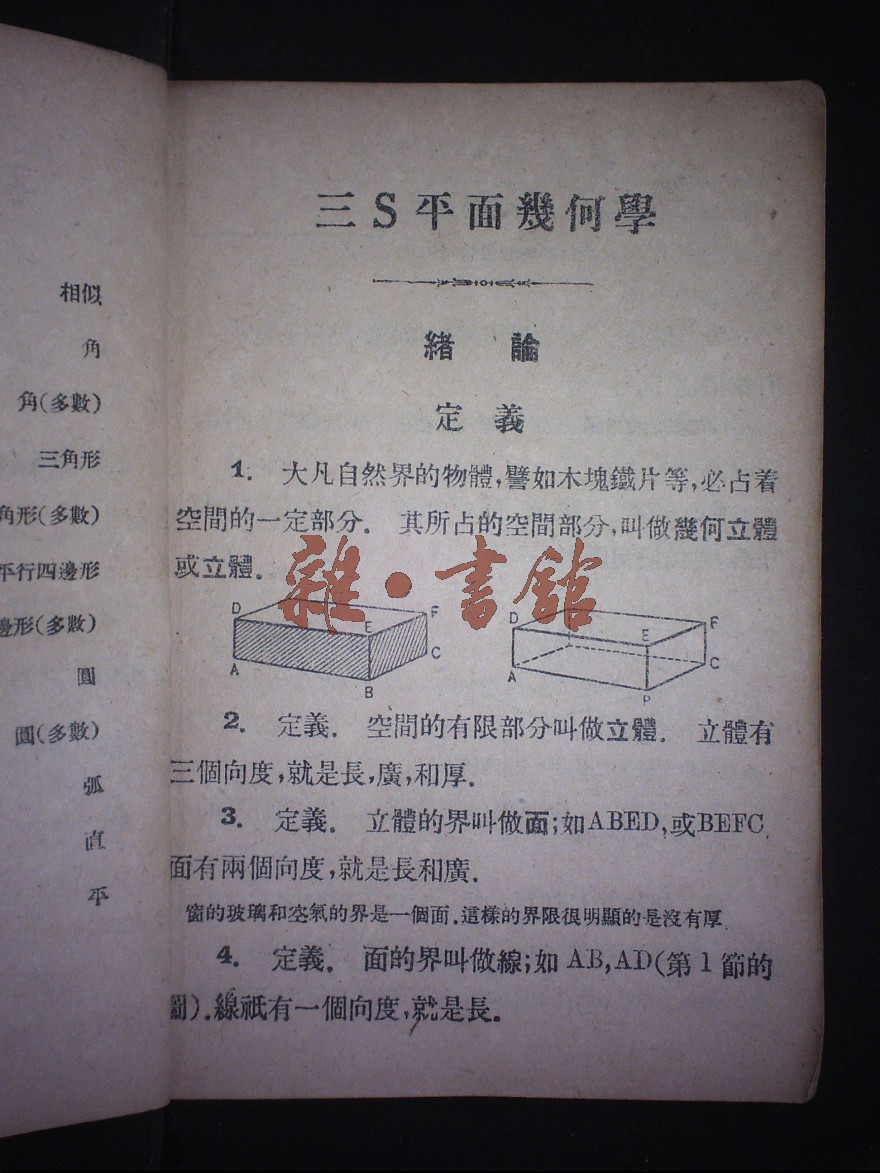 相似
角
角(多數)
三角形
角形(多數)
平行四邊形
邊形(多數)
圓
圓(多數)
弧
直
平
三S平面幾何學
緒 論
定 義
1. 大凡自然界的物體,譬如木塊鐵片等,必占着
空間的一定部分. 其所占的空間部分,叫做幾何立體
或立體.
雜·書館
D E F A B C
D E F A P C
2. 定義. 空間的有限部分叫做立體. 立體有
三個向度,就是長,廣,和厚.
3. 定義. 立體的界叫做面;如ABED,或BEFC.
面有兩個向度,就是長和廣.
窗的玻璃和空氣的界是一個面.這樣的界限很明顯的是沒有厚.
4. 定義. 面的界叫做線;如 AB,AD(第1節的
圖).線祇有一個向度,就是長.